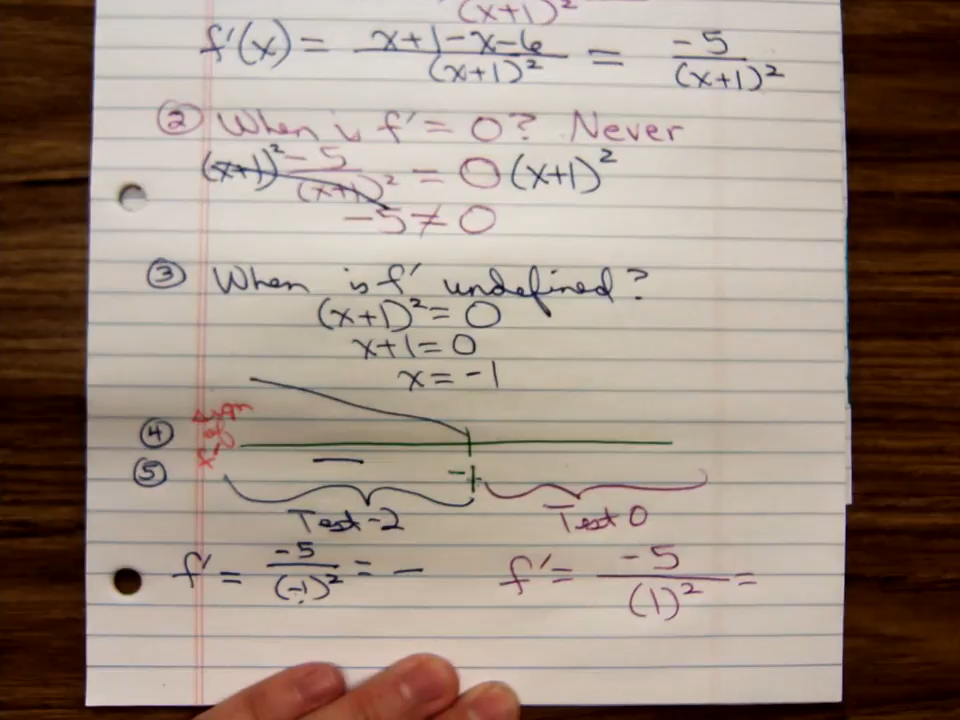 (x+1)²
f'(x) = x+1-x-6 / (x+1)² = -5 / (x+1)²
② When is f' = 0? Never
(x+1)² -5 / (x+1)² = 0 (x+1)²
-5 ≠ 0
③ When is f' undefined?
(x+1)² = 0
x+1 = 0
x = -1
④ sign of f'
⑤ — -1
Test -2 Test 0
f' = -5 / (-1)² = - f' = -5 / (1)² =